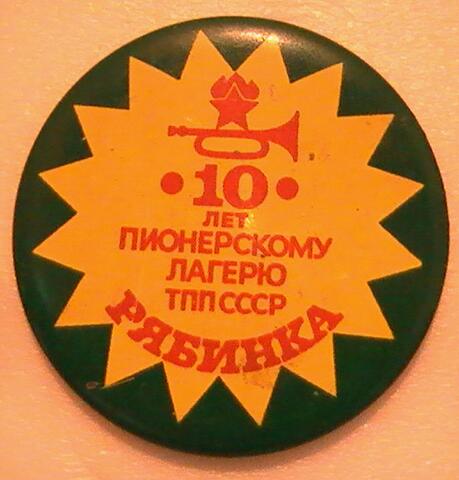 • 10 •
ЛЕТ
ПИОНЕРСКОМУ
ЛАГЕРЮ
ТПП СССР
РЯБИНКА